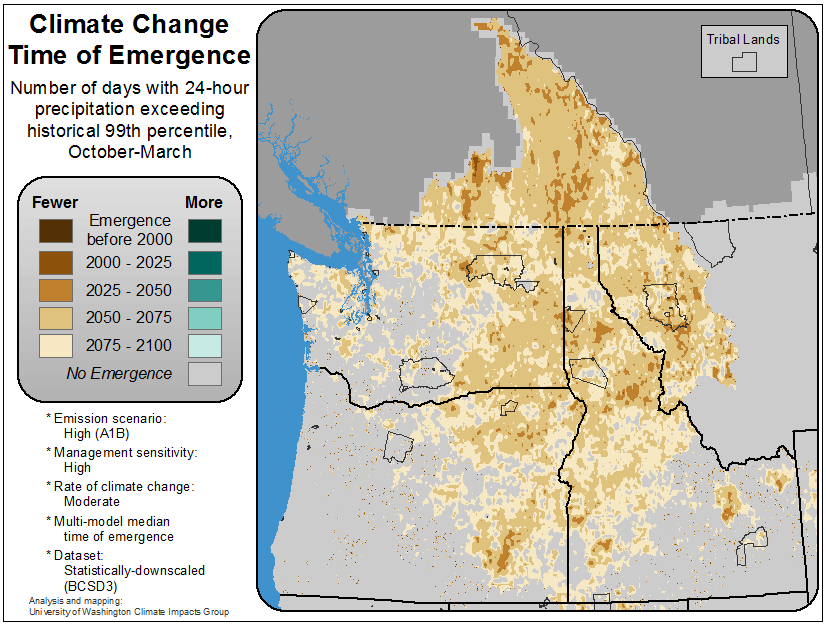 Climate Change
Time of Emergence
Number of days with 24-hour
precipitation exceeding
historical 99th percentile,
October-March
Fewer More
Emergence
before 2000
2000 - 2025
2025 - 2050
2050 - 2075
2075 - 2100
No Emergence
* Emission scenario:
High (A1B)
* Management sensitivity:
High
* Rate of climate change:
Moderate
* Multi-model median
time of emergence
* Dataset:
Statistically-downscaled
(BCSD3)
Analysis and mapping:
University of Washington Climate Impacts Group
Tribal Lands